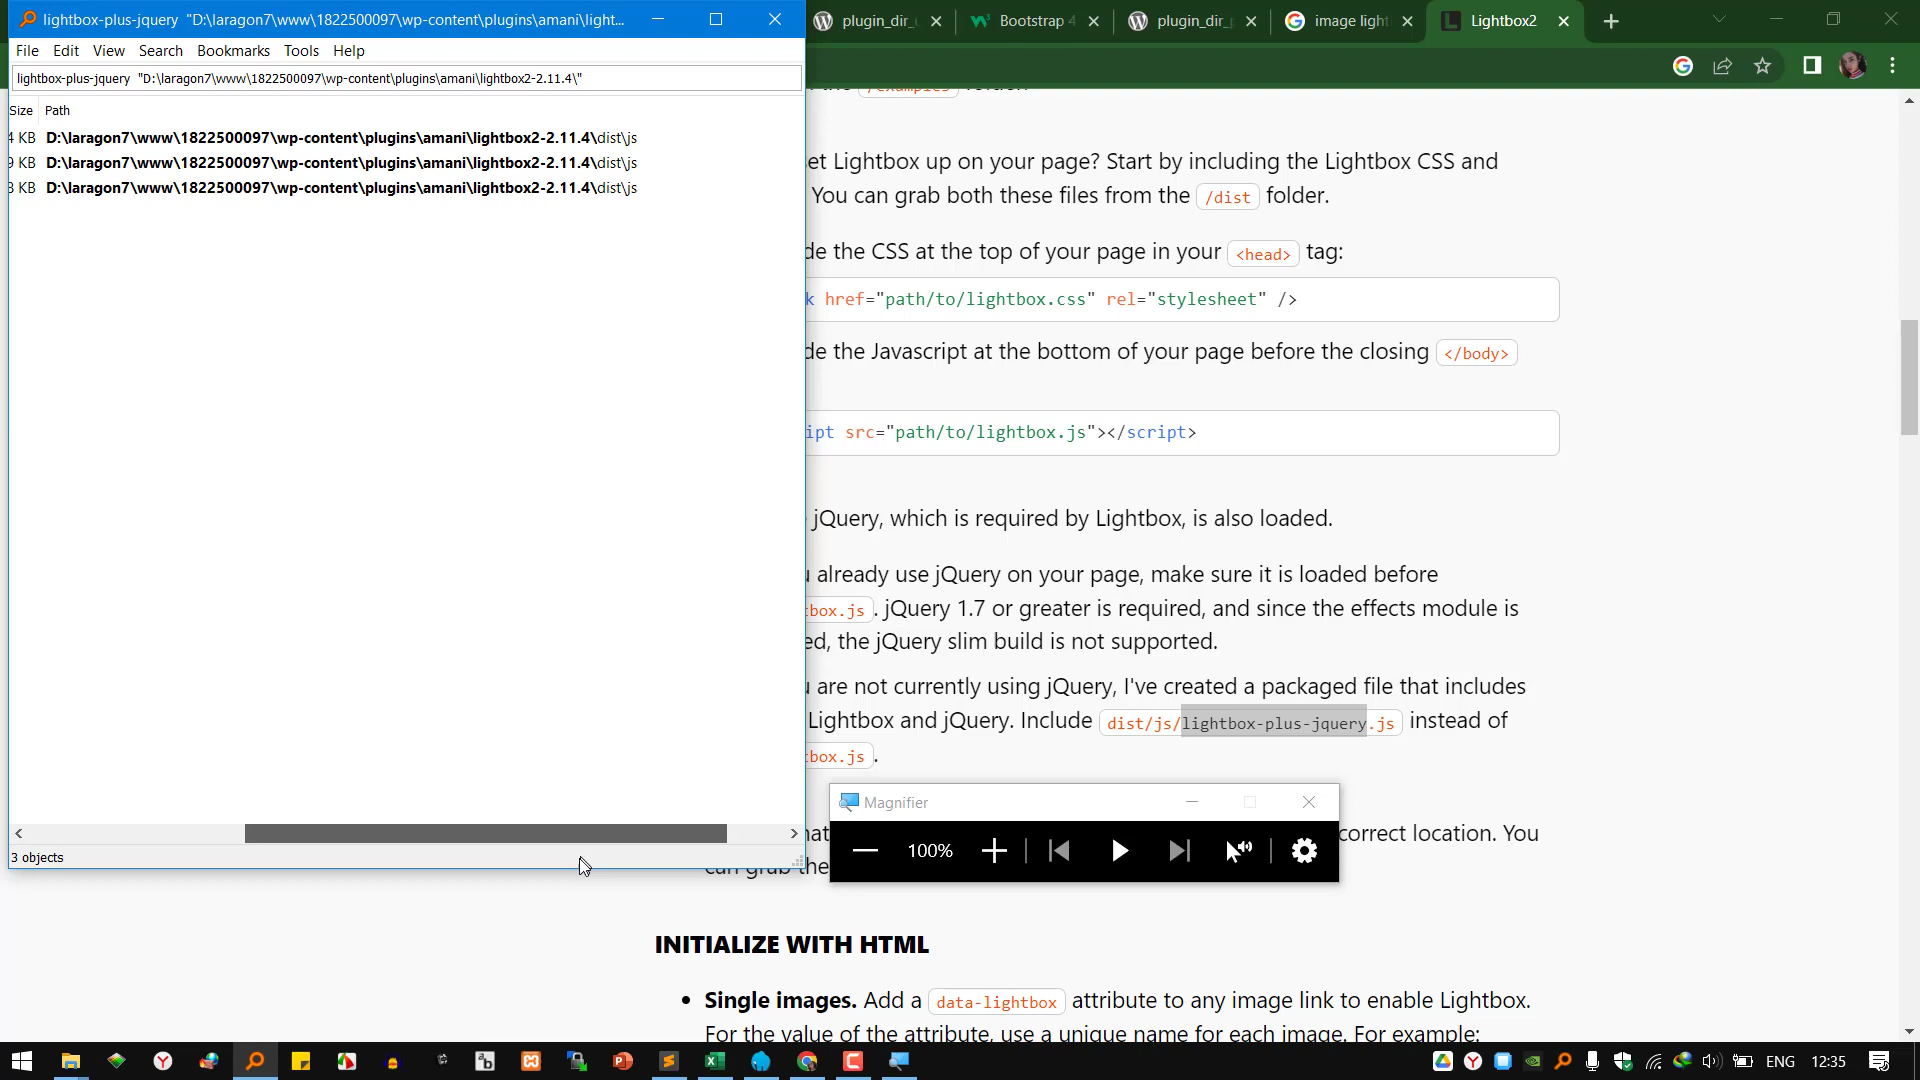 lightbox-plus-jquery "D:\laragon7\www\1822500097\wp-content\plugins\amani\light...
File Edit View Search Bookmarks Tools Help
lightbox-plus-jquery "D:\laragon7\www\1822500097\wp-content\plugins\amani\lightbox2-2.11.4\"
Size Path
4 KB D:\laragon7\www\1822500097\wp-content\plugins\amani\lightbox2-2.11.4\dist\js
9 KB D:\laragon7\www\1822500097\wp-content\plugins\amani\lightbox2-2.11.4\dist\js
3 KB D:\laragon7\www\1822500097\wp-content\plugins\amani\lightbox2-2.11.4\dist\js
3 objects
plugin_dir_ Bootstrap 4 plugin_dir_ image light Lightbox2
/examples
et Lightbox up on your page? Start by including the Lightbox CSS and
You can grab both these files from the /dist folder.
de the CSS at the top of your page in your <head> tag:
k href="path/to/lightbox.css" rel="stylesheet" />
de the Javascript at the bottom of your page before the closing </body>
ipt src="path/to/lightbox.js"></script>
jQuery, which is required by Lightbox, is also loaded.
already use jQuery on your page, make sure it is loaded before
box.js. jQuery 1.7 or greater is required, and since the effects module is
ed, the jQuery slim build is not supported.
are not currently using jQuery, I've created a packaged file that includes
Lightbox and jQuery. Include dist/js/lightbox-plus-jquery.js instead of
box.js.
Magnifier
100%
correct location. You
can grab the
INITIALIZE WITH HTML
• Single images. Add a data-lightbox attribute to any image link to enable Lightbox.
For the value of the attribute, use a unique name for each image. For example:
ENG 12:35